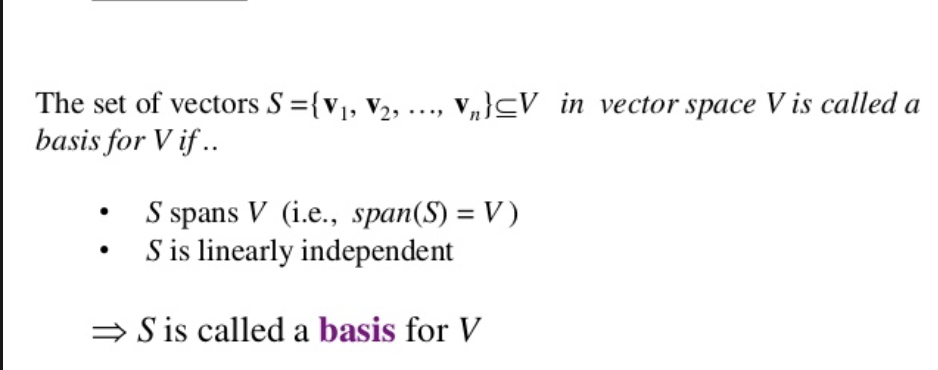 The set of vectors S ={v₁, v₂, …, vₙ}⊆V in vector space V is called a
basis for V if ..
• S spans V (i.e., span(S) = V )
• S is linearly independent
⇒ S is called a basis for V